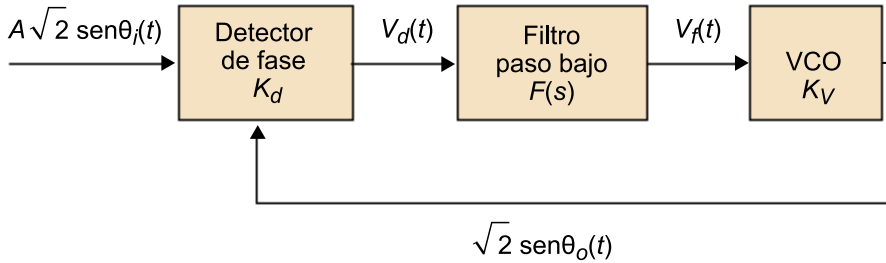 A√2 senθi(t)
Detector
de fase
Kd
Vd(t)
Filtro
paso bajo
F(s)
Vf(t)
VCO
KV
√2 senθo(t)